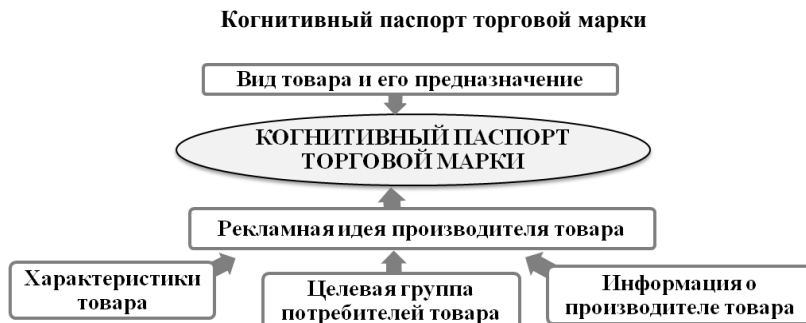 Когнитивный паспорт торговой марки
Вид товара и его предназначение
КОГНИТИВНЫЙ ПАСПОРТ
ТОРГОВОЙ МАРКИ
Рекламная идея производителя товара
Характеристики
товара
Целевая группа
потребителей товара
Информация о
производителе товара